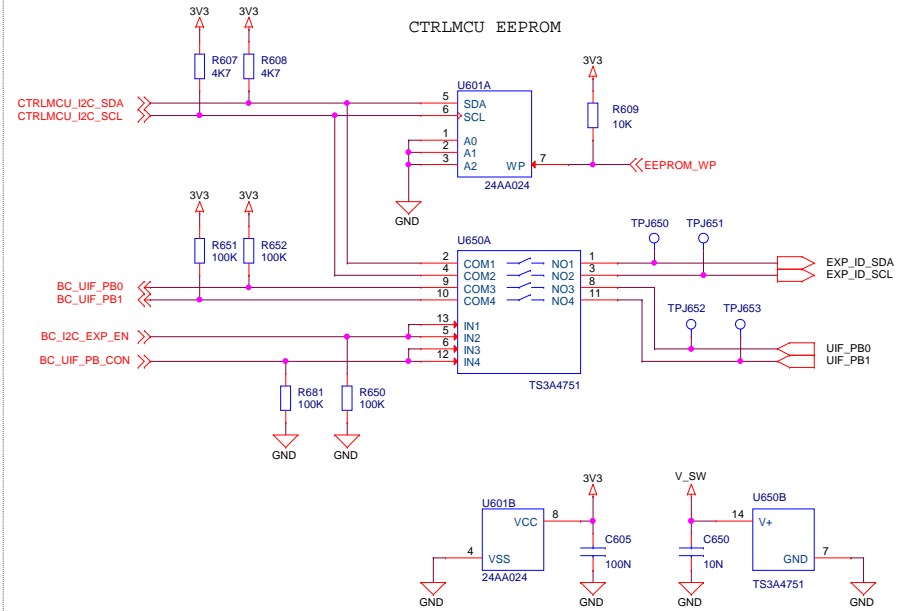 CTRLMCU EEPROM
3V3 3V3
R607 4K7
R608 4K7
3V3
R609 10K
CTRLMCU_I2C_SDA
CTRLMCU_I2C_SCL
U601A
5 SDA
6 SCL
1 A0
2 A1
3 A2
WP 7
EEPROM_WP
24AA024
GND
3V3 3V3
R651 100K
R652 100K
BC_UIF_PB0
BC_UIF_PB1
BC_I2C_EXP_EN
BC_UIF_PB_CON
U650A
2 COM1 NO1 1
4 COM2 NO2 3
9 COM3 NO3 8
10 COM4 NO4 11
13 IN1
5 IN2
6 IN3
12 IN4
TS3A4751
TPJ650 TPJ651
EXP_ID_SDA
EXP_ID_SCL
TPJ652 TPJ653
UIF_PB0
UIF_PB1
R681 100K
R650 100K
GND GND
U601B
VCC 8
4 VSS
24AA024
GND
3V3
C605 100N
GND
V_SW
C650 10N
GND
U650B
14 V+
GND 7
TS3A4751
GND